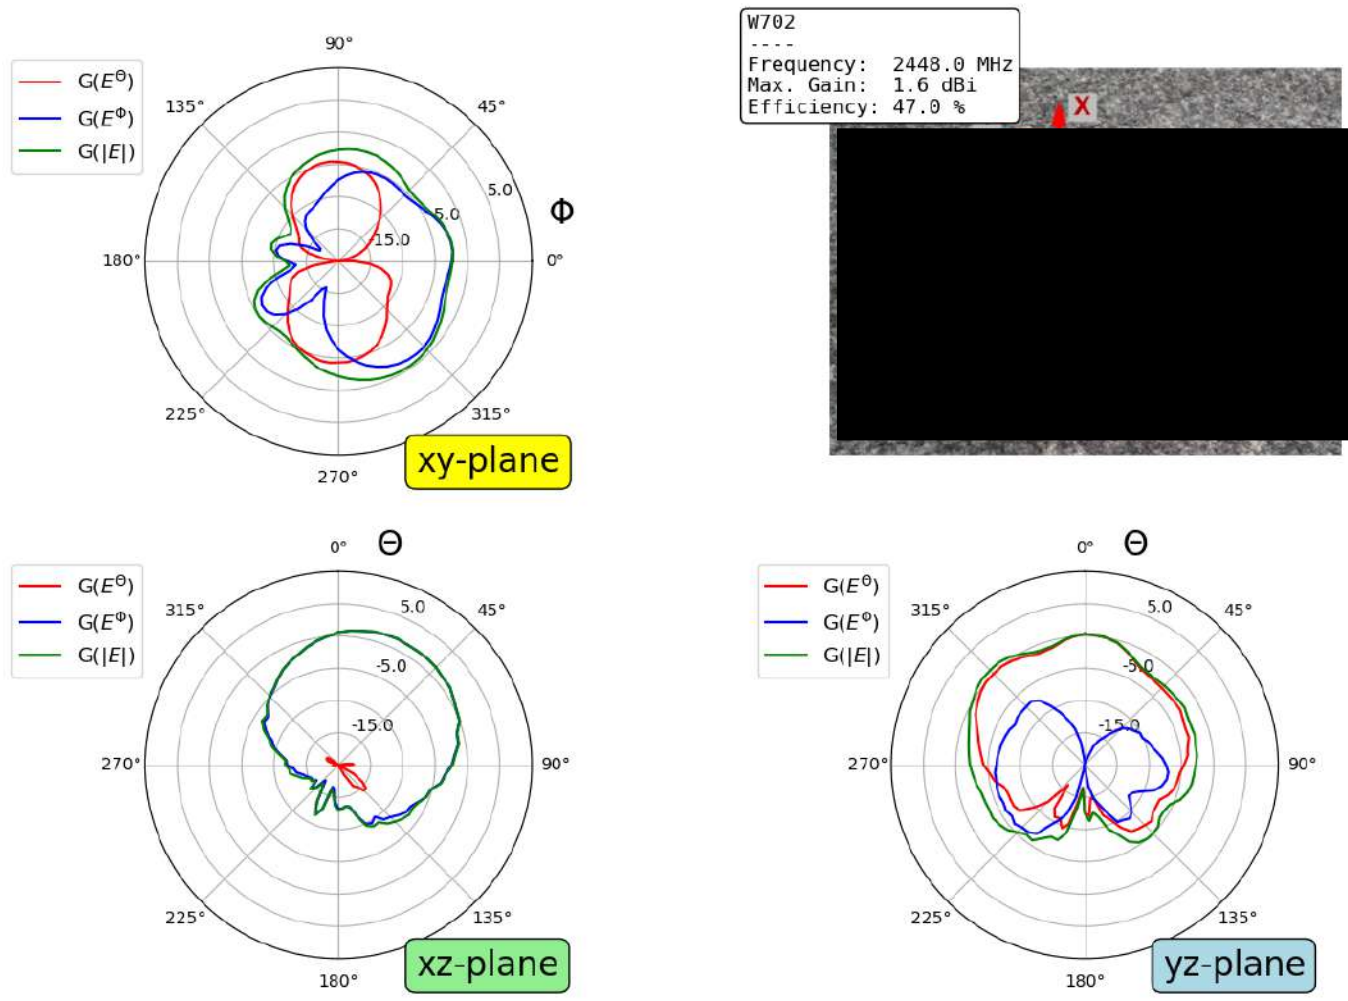 90°
135°
45°
180°
0°
225°
315°
270°
5.0
5.0
-15.0
Φ
G(E^Θ)
G(E^Φ)
G(|E|)
xy-plane
W702
----
Frequency: 2448.0 MHz
Max. Gain: 1.6 dBi
Efficiency: 47.0 %
X
0°
Θ
315°
45°
270°
90°
225°
135°
180°
5.0
-5.0
-15.0
G(E^Θ)
G(E^Φ)
G(|E|)
xz-plane
0°
Θ
315°
45°
270°
90°
225°
135°
180°
5.0
-5.0
-15.0
G(E^Θ)
G(E^Φ)
G(|E|)
yz-plane